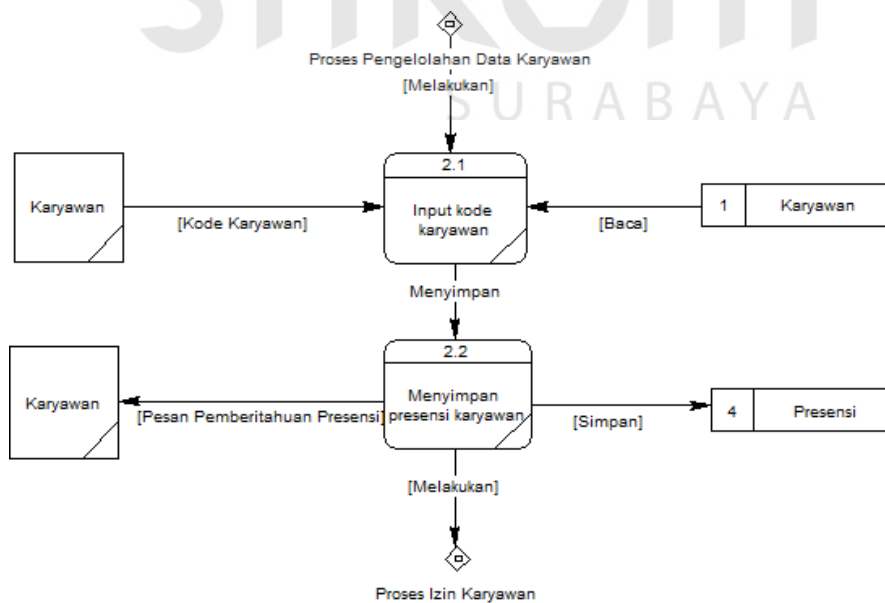 SURABAYA
Proses Pengelolahan Data Karyawan
[Melakukan]
2.1
Karyawan
Input kode
karyawan
1
Karyawan
[Kode Karyawan]
[Baca]
Menyimpan
2.2
Karyawan
Menyimpan
presensi karyawan
4
Presensi
[Pesan Pemberitahuan Presensi]
[Simpan]
[Melakukan]
Proses Izin Karyawan